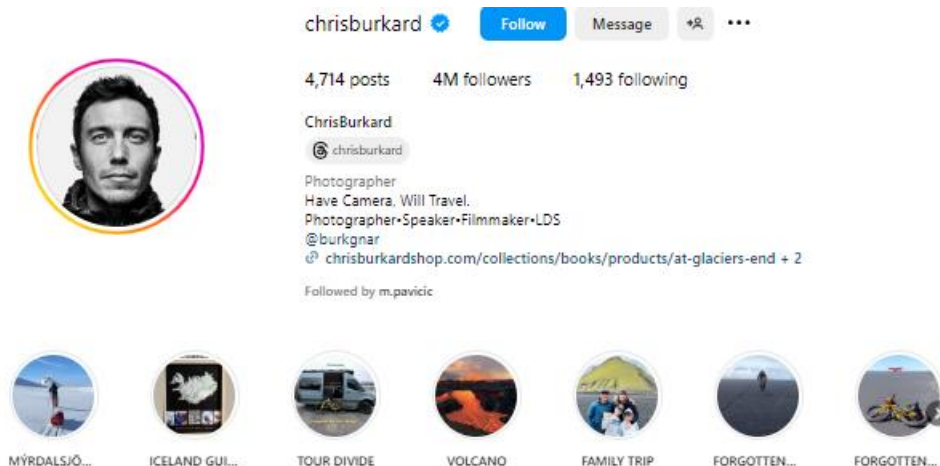 chrisburkard Follow Message
4,714 posts 4M followers 1,493 following
ChrisBurkard
chrisburkard
Photographer
Have Camera, Will Travel.
Photographer•Speaker•Filmmaker•LDS
@burkgnar
chrisburkardshop.com/collections/books/products/at-glaciers-end + 2
Followed by m.pavicic
MÝRDALSJÖ... ICELAND GUI... TOUR DIVIDE VOLCANO FAMILY TRIP FORGOTTEN... FORGOTTEN...